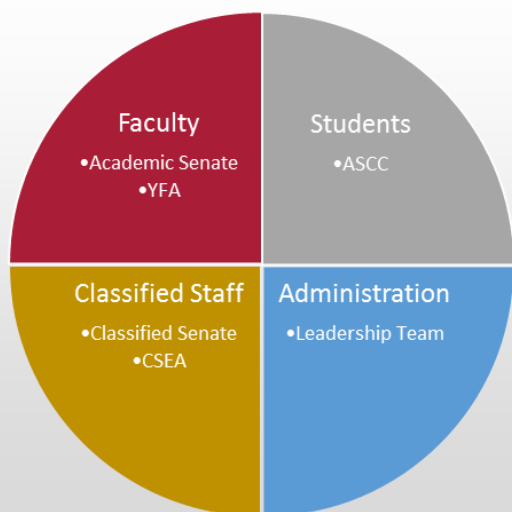 Faculty
•Academic Senate
•YFA
Students
•ASCC
Classified Staff
•Classified Senate
•CSEA
Administration
•Leadership Team